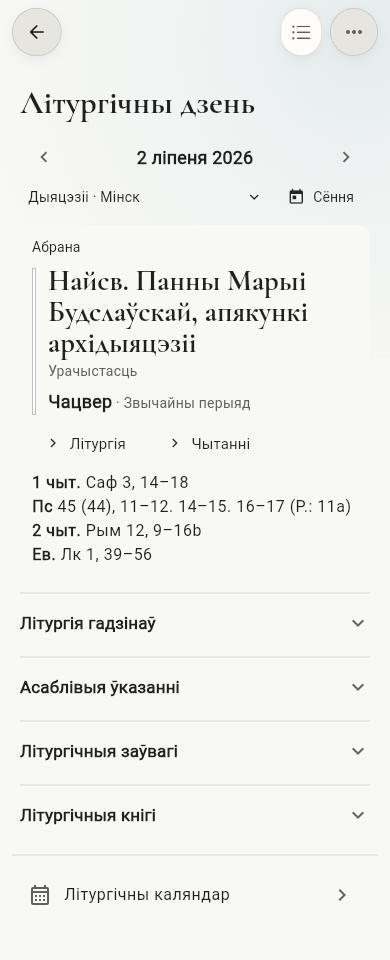 Літургічны дзень
2 ліпеня 2026
Дыяцэзіі · Мінск
Сёння
Абрана
Найсв. Панны Марыі
Будслаўскай, апякункі
архідыяцэзіі
Урачыстасць
Чацвер · Звычайны перыяд
Літургія
Чытанні
1 чыт. Саф 3, 14–18
Пс 45 (44), 11–12. 14–15. 16–17 (Р.: 11а)
2 чыт. Рым 12, 9–16b
Ев. Лк 1, 39–56
Літургія гадзінаў
Асаблівыя ўказанні
Літургічныя заўвагі
Літургічныя кнігі
Літургічны каляндар